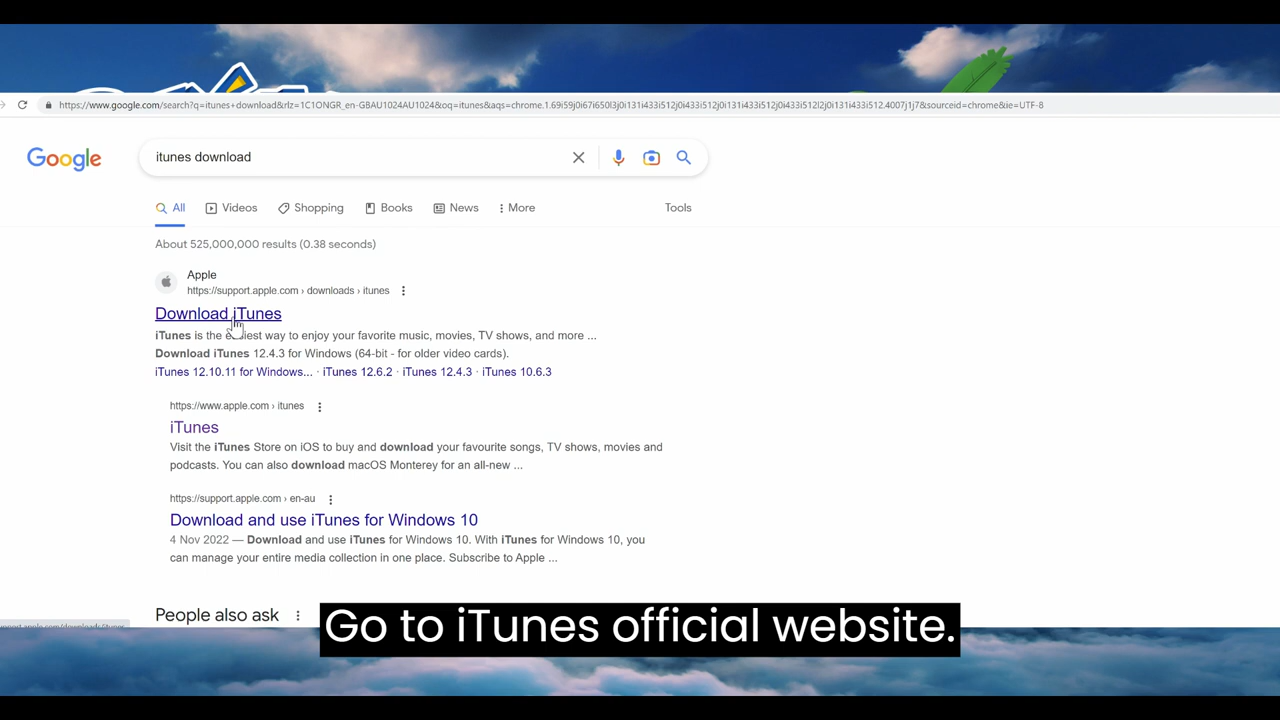 https://www.google.com/search?q=itunes+download&rlz=1C1ONGR_en-GBAU1024AU1024&oq=itunes&aqs=chrome.1.69i59j0i67i650l3j0i131i433i512j0i433i512j0i131i433i512j0i433i512l2j0i131i433i512.4007j1j7&sourceid=chrome&ie=UTF-8
Google
itunes download
All Videos Shopping Books News More Tools
About 525,000,000 results (0.38 seconds)
Apple
https://support.apple.com › downloads › itunes
Download iTunes
iTunes is the easiest way to enjoy your favorite music, movies, TV shows, and more ...
Download iTunes 12.4.3 for Windows (64-bit - for older video cards).
iTunes 12.10.11 for Windows... · iTunes 12.6.2 · iTunes 12.4.3 · iTunes 10.6.3
https://www.apple.com › itunes
iTunes
Visit the iTunes Store on iOS to buy and download your favourite songs, TV shows, movies and
podcasts. You can also download macOS Monterey for an all-new ...
https://support.apple.com › en-au
Download and use iTunes for Windows 10
4 Nov 2022 — Download and use iTunes for Windows 10. With iTunes for Windows 10, you
can manage your entire media collection in one place. Subscribe to Apple ...
People also ask
Go to iTunes official website.